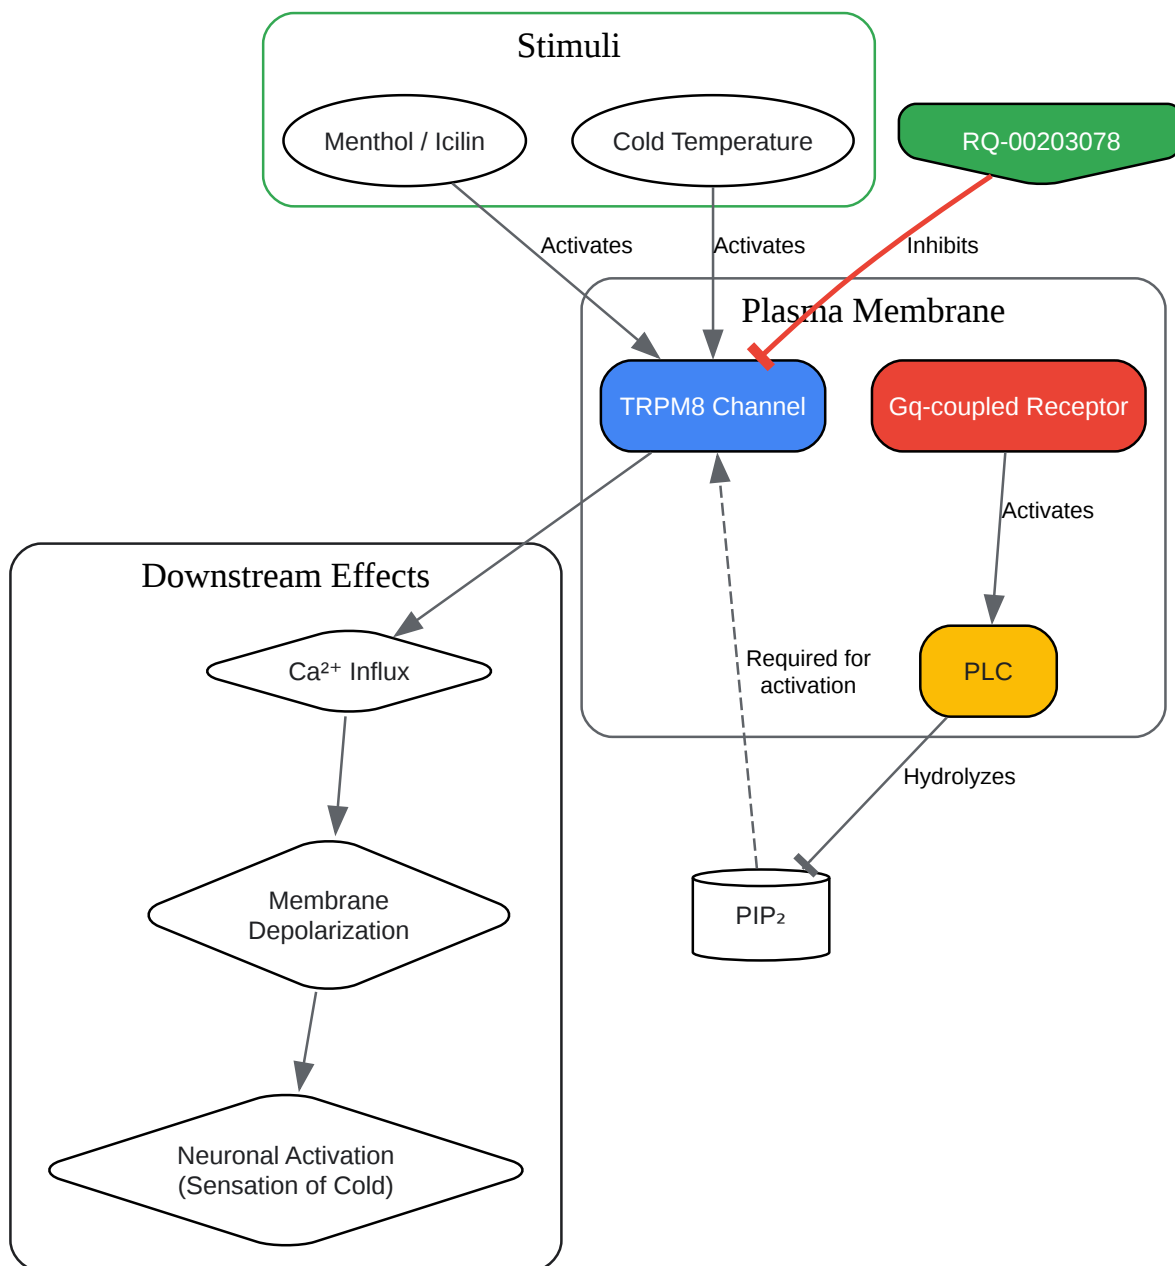 Stimuli
Menthol / Icilin
Cold Temperature
RQ-00203078
Activates
Activates
Inhibits
Plasma Membrane
TRPM8 Channel
Gq-coupled Receptor
Activates
Downstream Effects
Ca²⁺ Influx
Required for
activation
PLC
Hydrolyzes
Membrane
Depolarization
PIP₂
Neuronal Activation
(Sensation of Cold)